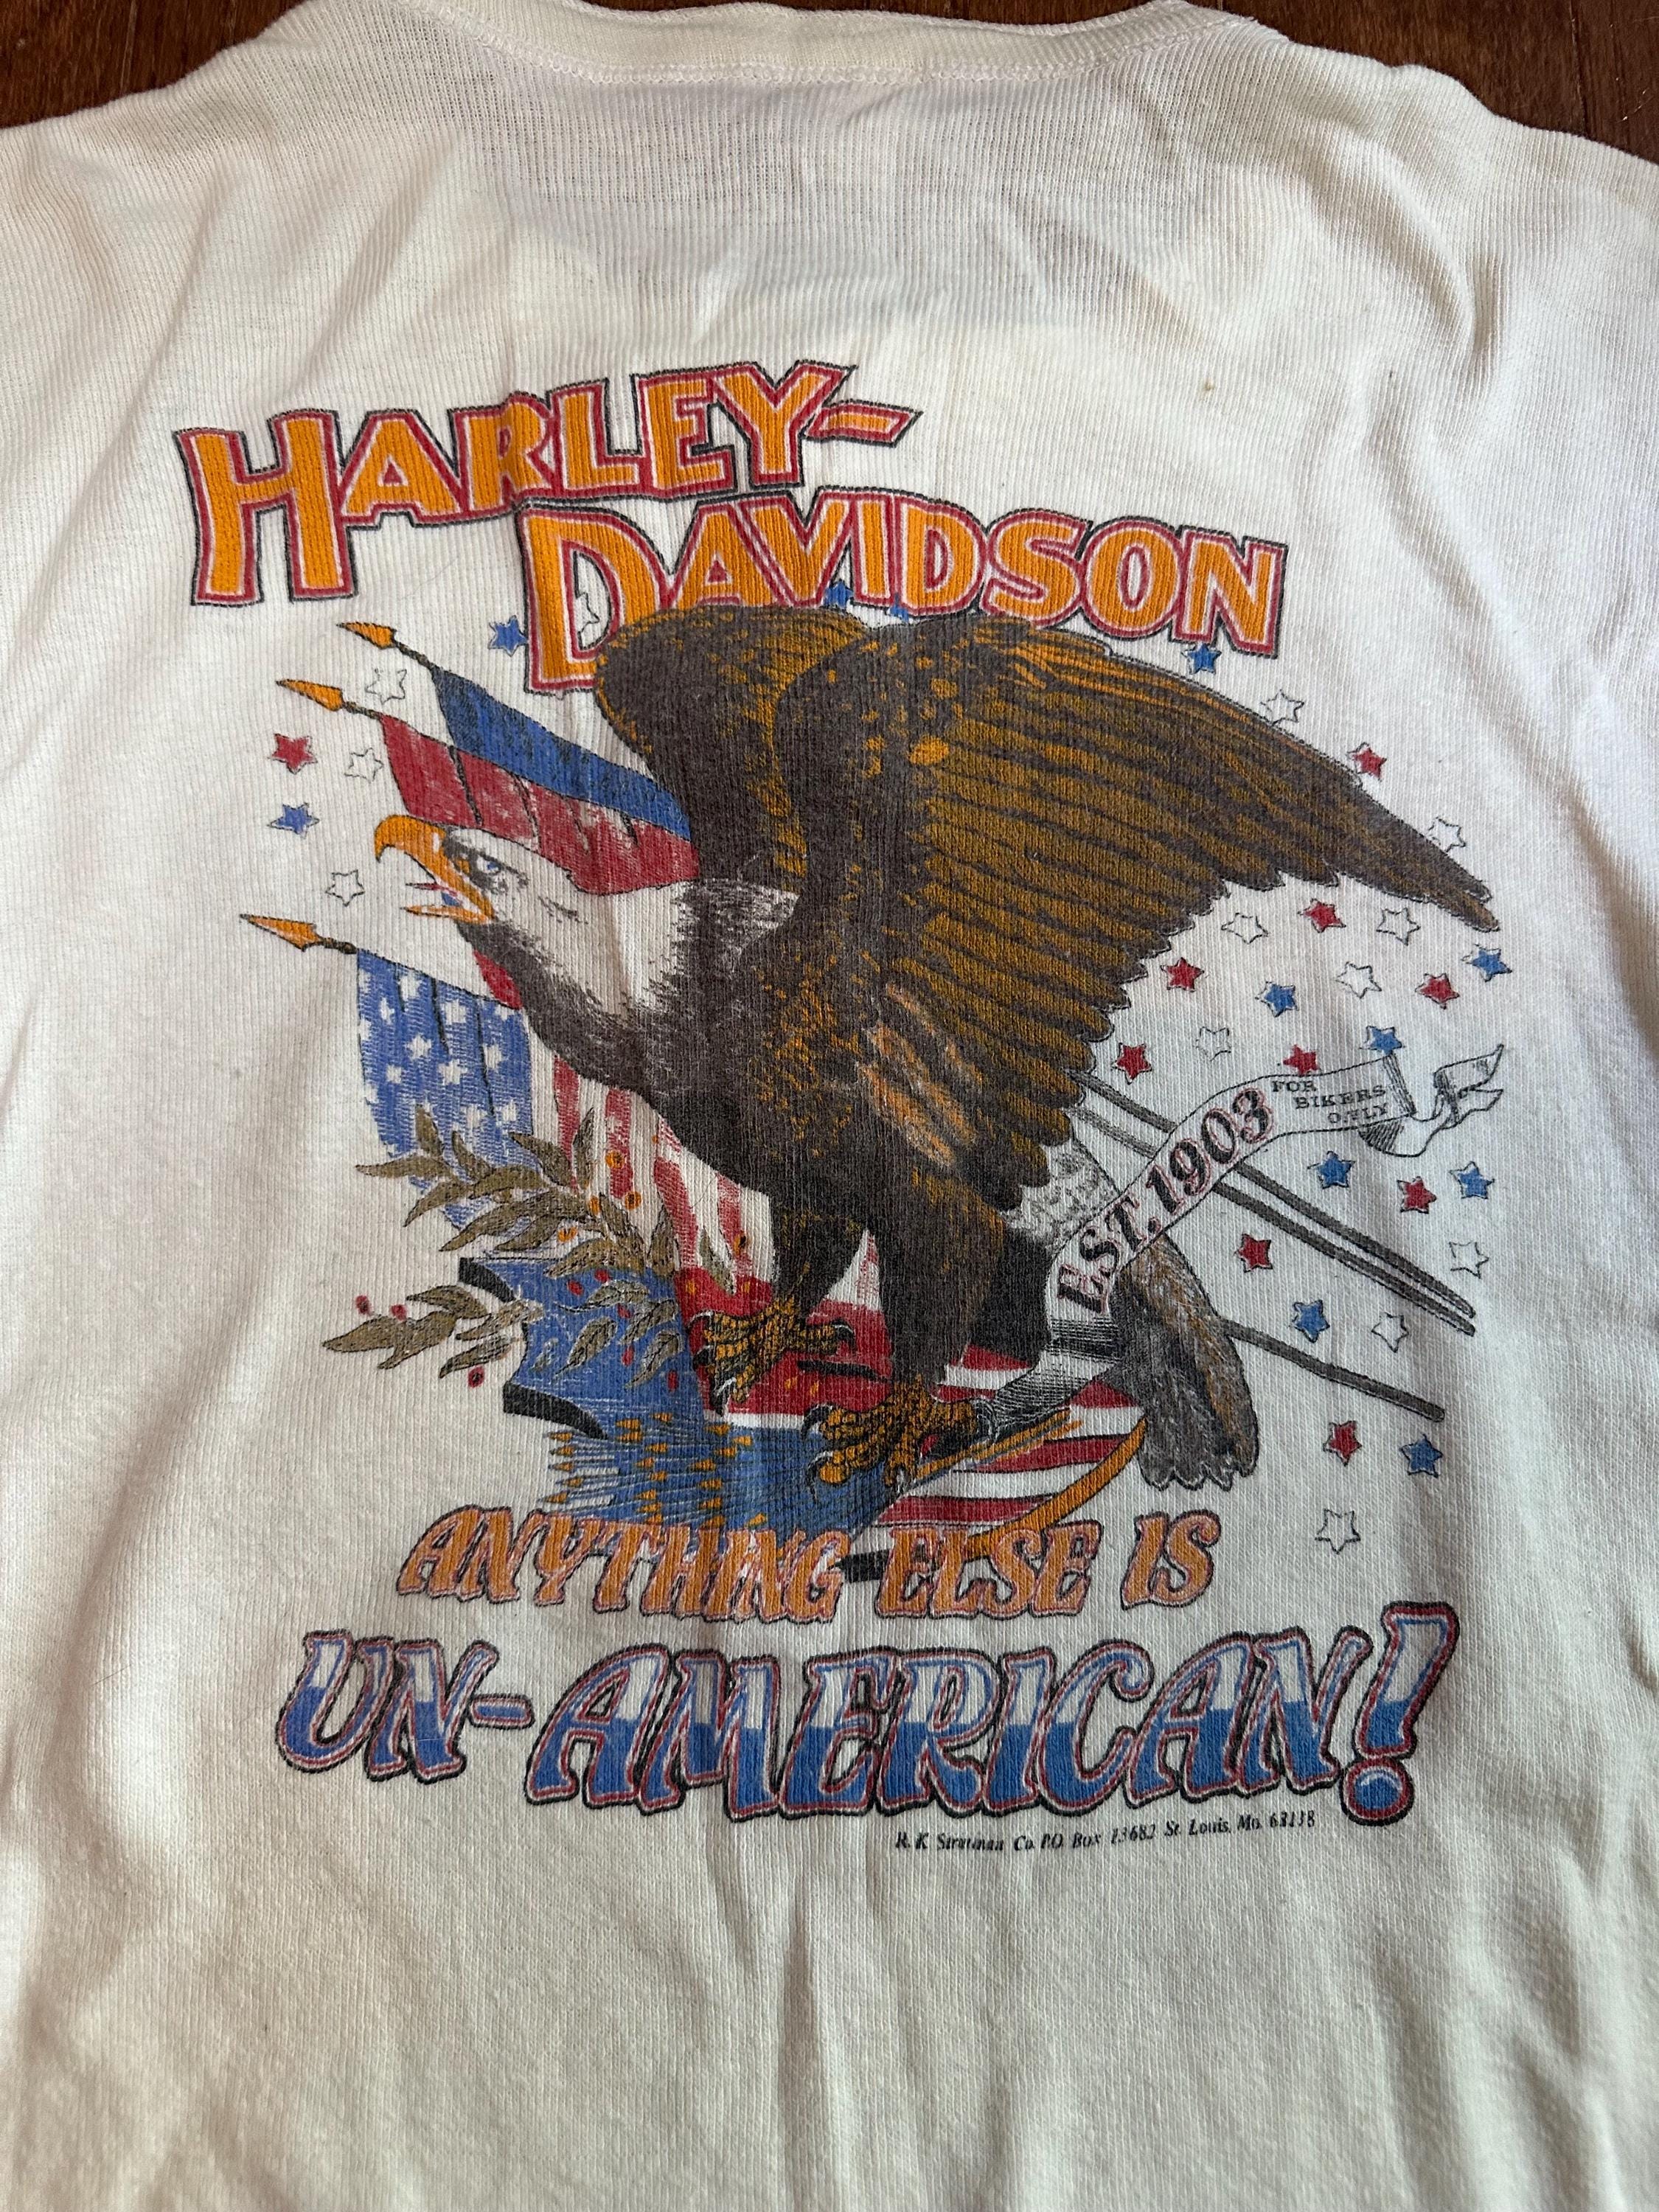 HARLEY-
DAVIDSON
EST. 1903
FOR
BIKERS
ONLY
ANYTHING ELSE IS
UN-AMERICAN!
R. K. Stratman Co. P.O. Box 13682 St. Louis, Mo. 63138